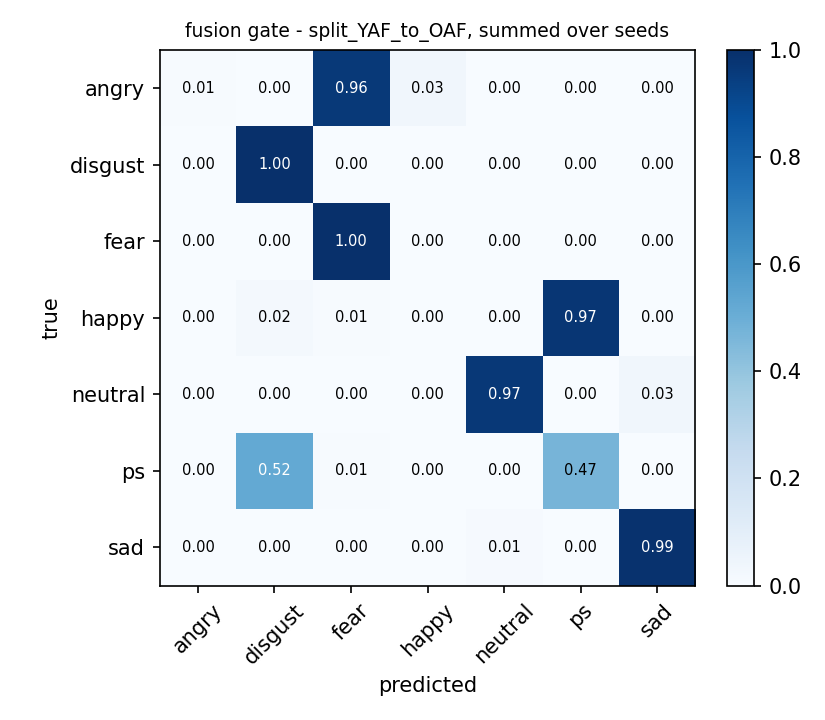 fusion gate - split_YAF_to_OAF, summed over seeds
angry 0.01 0.00 0.96 0.03 0.00 0.00 0.00
disgust 0.00 1.00 0.00 0.00 0.00 0.00 0.00
fear 0.00 0.00 1.00 0.00 0.00 0.00 0.00
happy 0.00 0.02 0.01 0.00 0.00 0.97 0.00
neutral 0.00 0.00 0.00 0.00 0.97 0.00 0.03
ps 0.00 0.52 0.01 0.00 0.00 0.47 0.00
sad 0.00 0.00 0.00 0.00 0.01 0.00 0.99
true
angry disgust fear happy neutral ps sad
predicted
1.0
0.8
0.6
0.4
0.2
0.0